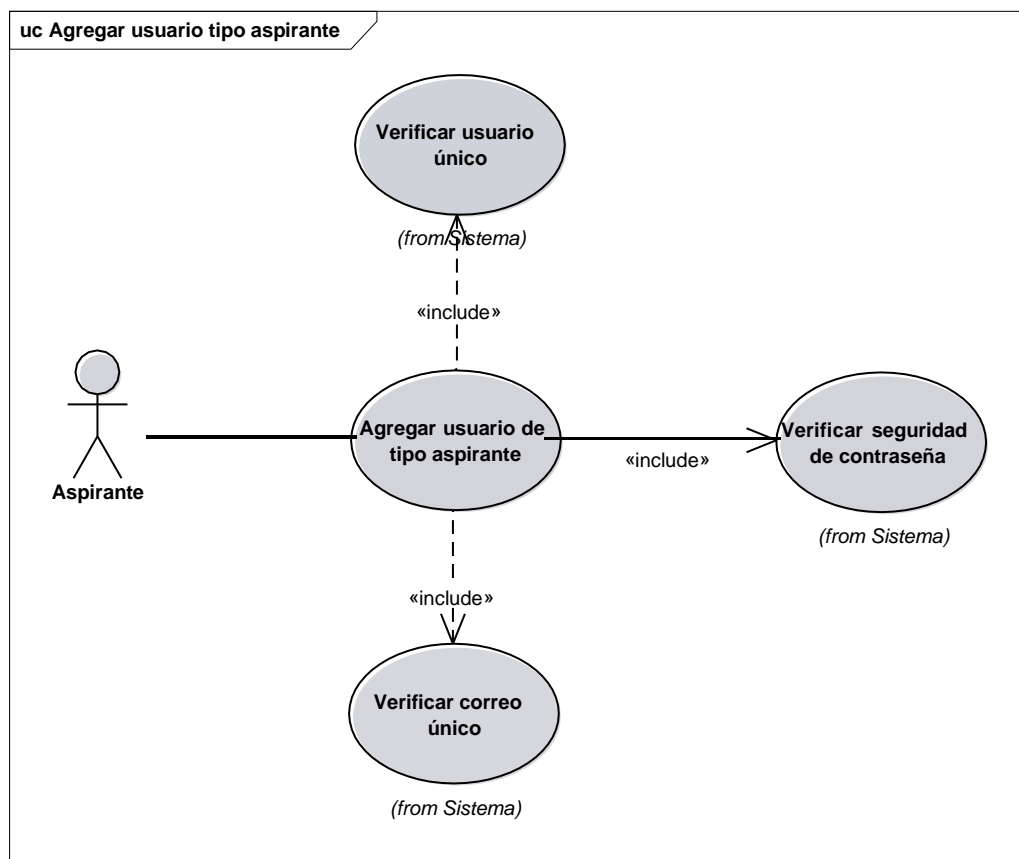 uc Agregar usuario tipo aspirante
Verificar usuario
único
(from Sistema)
«include»
Aspirante
Agregar usuario de
tipo aspirante
«include»
Verificar seguridad
de contraseña
(from Sistema)
«include»
Verificar correo
único
(from Sistema)